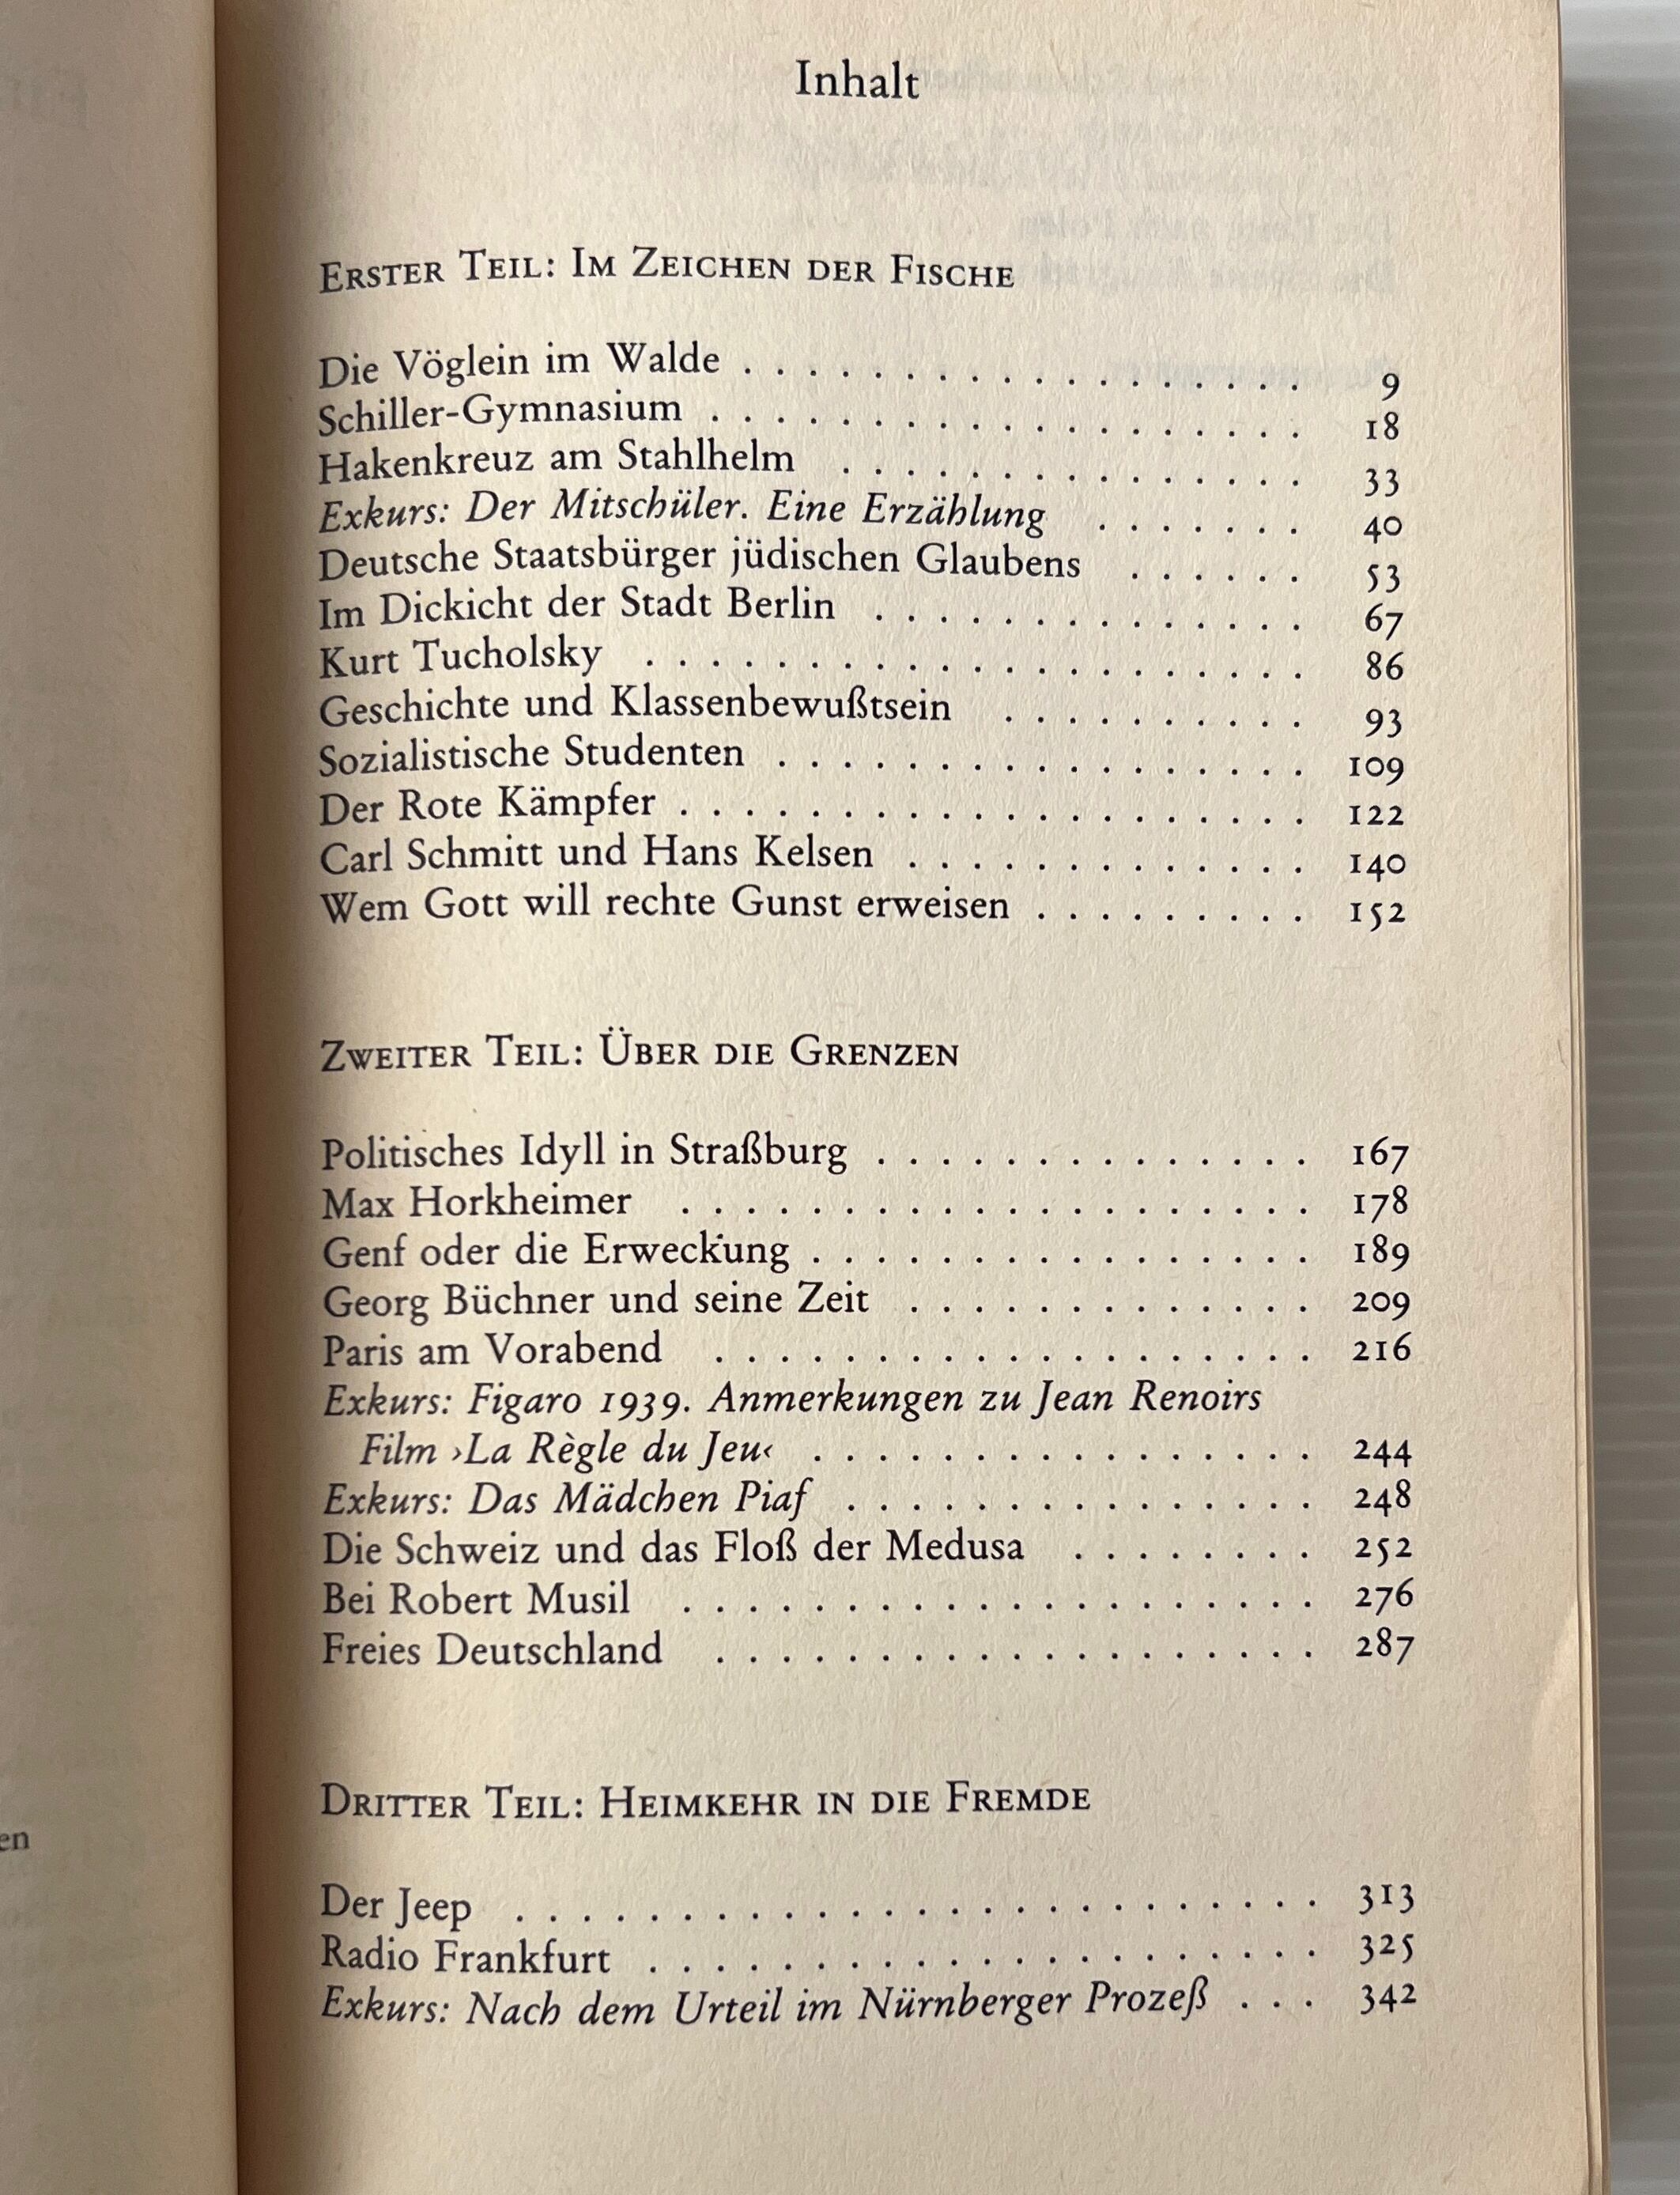 Inhalt
Erster Teil: Im Zeichen der Fische
Die Vöglein im Walde . . . . . . . . . . . . . . . . . . 9
Schiller-Gymnasium . . . . . . . . . . . . . . . . . . . 18
Hakenkreuz am Stahlhelm . . . . . . . . . . . . . . . 33
Exkurs: Der Mitschüler. Eine Erzählung . . . . . . . 40
Deutsche Staatsbürger jüdischen Glaubens . . . . . . 53
Im Dickicht der Stadt Berlin . . . . . . . . . . . . . . 67
Kurt Tucholsky . . . . . . . . . . . . . . . . . . . . . 86
Geschichte und Klassenbewußtsein . . . . . . . . . . 93
Sozialistische Studenten . . . . . . . . . . . . . . . . . 109
Der Rote Kämpfer . . . . . . . . . . . . . . . . . . . . 122
Carl Schmitt und Hans Kelsen . . . . . . . . . . . . . 140
Wem Gott will rechte Gunst erweisen . . . . . . . . . 152
Zweiter Teil: Über die Grenzen
Politisches Idyll in Straßburg . . . . . . . . . . . . . . 167
Max Horkheimer . . . . . . . . . . . . . . . . . . . . 178
Genf oder die Erweckung . . . . . . . . . . . . . . . . 189
Georg Büchner und seine Zeit . . . . . . . . . . . . . 209
Paris am Vorabend . . . . . . . . . . . . . . . . . . . 216
Exkurs: Figaro 1939. Anmerkungen zu Jean Renoirs
Film ›La Règle du Jeu‹ . . . . . . . . . . . . . . . . 244
Exkurs: Das Mädchen Piaf . . . . . . . . . . . . . . . 248
Die Schweiz und das Floß der Medusa . . . . . . . . 252
Bei Robert Musil . . . . . . . . . . . . . . . . . . . . 276
Freies Deutschland . . . . . . . . . . . . . . . . . . . 287
Dritter Teil: Heimkehr in die Fremde
Der Jeep . . . . . . . . . . . . . . . . . . . . . . . . . 313
Radio Frankfurt . . . . . . . . . . . . . . . . . . . . . 325
Exkurs: Nach dem Urteil im Nürnberger Prozeß . . . 342
en